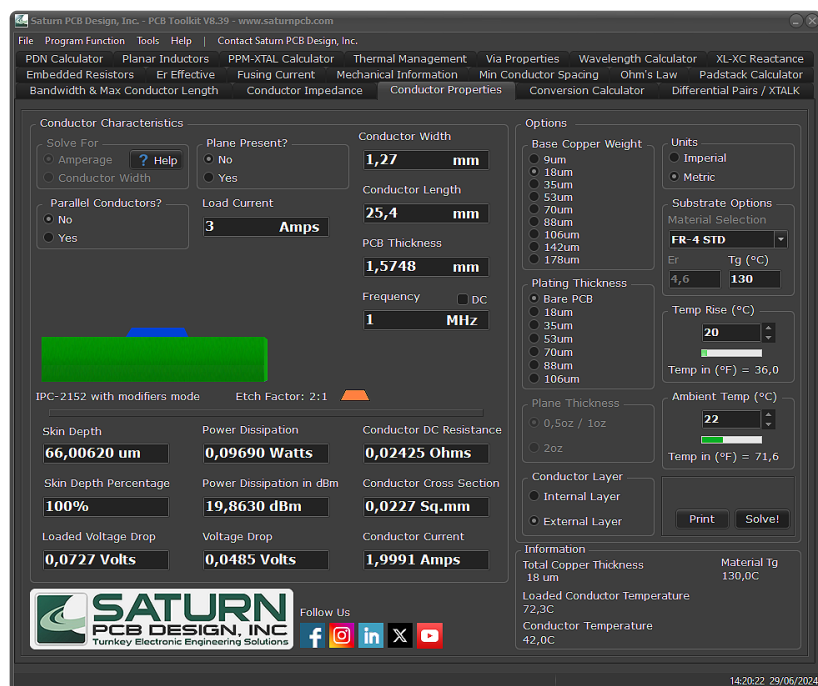 Saturn PCB Design, Inc. - PCB Toolkit V8.39 - www.saturnpcb.com
File Program Function Tools Help | Contact Saturn PCB Design, Inc.
PDN Calculator Planar Inductors PPM-XTAL Calculator Thermal Management Via Properties Wavelength Calculator XL-XC Reactance
Embedded Resistors Er Effective Fusing Current Mechanical Information Min Conductor Spacing Ohm's Law Padstack Calculator
Bandwidth & Max Conductor Length Conductor Impedance Conductor Properties Conversion Calculator Differential Pairs / XTALK
Conductor Characteristics
Solve For
Amperage
? Help
Conductor Width
Plane Present?
No
Yes
Parallel Conductors?
No
Yes
Load Current
3 Amps
Conductor Width
1,27 mm
Conductor Length
25,4 mm
PCB Thickness
1,5748 mm
Frequency
DC
1 MHz
IPC-2152 with modifiers mode
Etch Factor: 2:1
Skin Depth
66,00620 um
Power Dissipation
0,09690 Watts
Conductor DC Resistance
0,02425 Ohms
Skin Depth Percentage
100%
Power Dissipation in dBm
19,8630 dBm
Conductor Cross Section
0,0227 Sq.mm
Loaded Voltage Drop
0,0727 Volts
Voltage Drop
0,0485 Volts
Conductor Current
1,9991 Amps
Options
Base Copper Weight
9um
18um
35um
53um
70um
88um
106um
142um
178um
Plating Thickness
Bare PCB
18um
35um
53um
70um
88um
106um
Plane Thickness
0,5oz / 1oz
2oz
Conductor Layer
Internal Layer
External Layer
Units
Imperial
Metric
Substrate Options
Material Selection
FR-4 STD
Er
Tg (°C)
4,6
130
Temp Rise (°C)
20
Temp in (°F) = 36,0
Ambient Temp (°C)
22
Temp in (°F) = 71,6
Print
Solve!
Information
Total Copper Thickness
18 um
Material Tg
130,0C
Loaded Conductor Temperature
72,3C
Conductor Temperature
42,0C
SATURN
PCB DESIGN, INC
Turnkey Electronic Engineering Solutions
Follow Us
f
in
X
14:20:22 29/06/2024